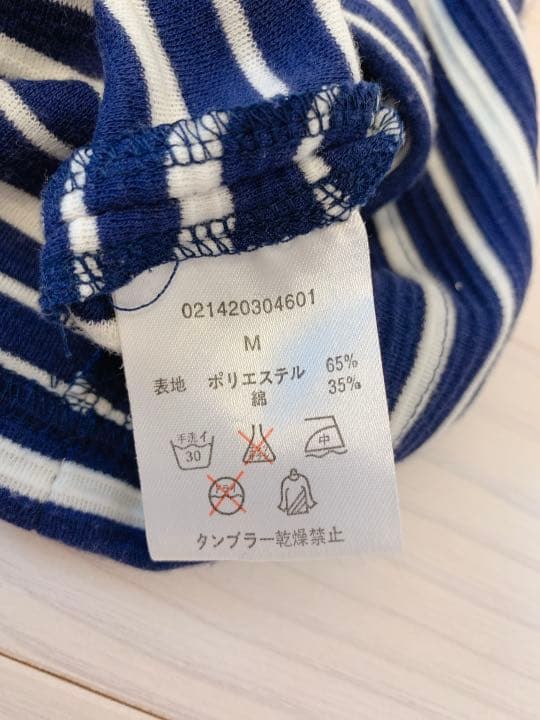 021420304601
M
表地 ポリエステル 65%
綿 35%
手洗イ
30
中
タンブラー乾燥禁止